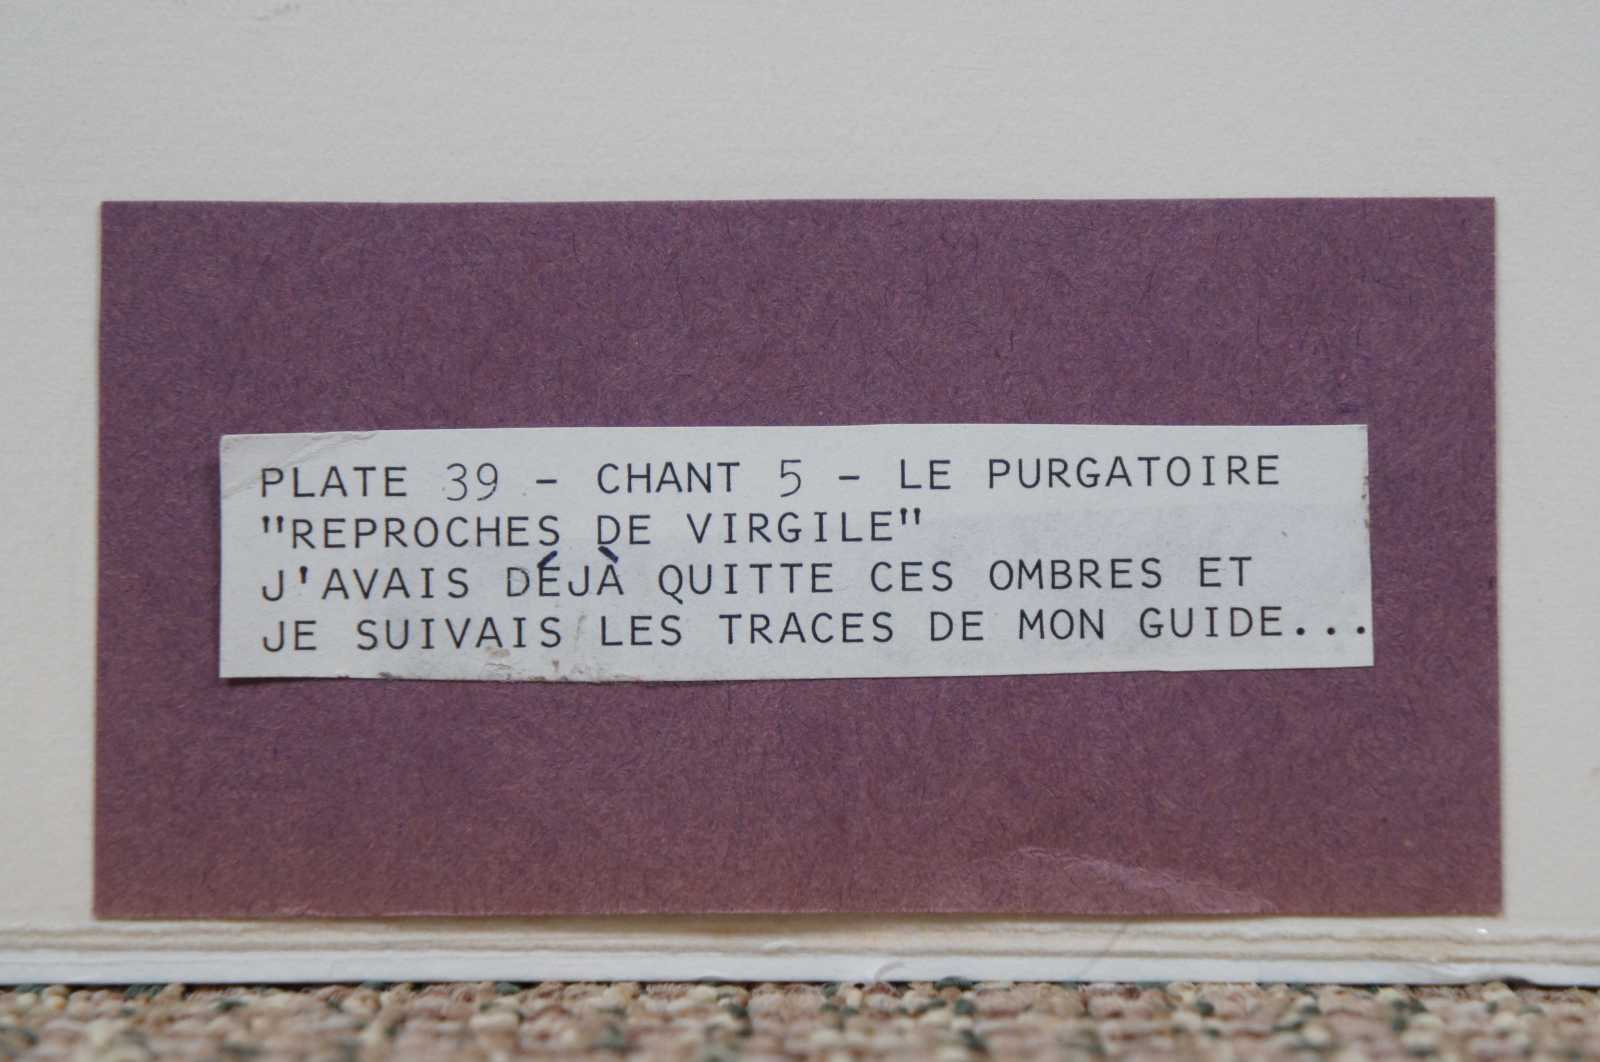 PLATE 39 - CHANT 5 - LE PURGATOIRE
"REPROCHES DE VIRGILE"
J'AVAIS DÉJÀ QUITTE CES OMBRES ET
JE SUIVAIS LES TRACES DE MON GUIDE...